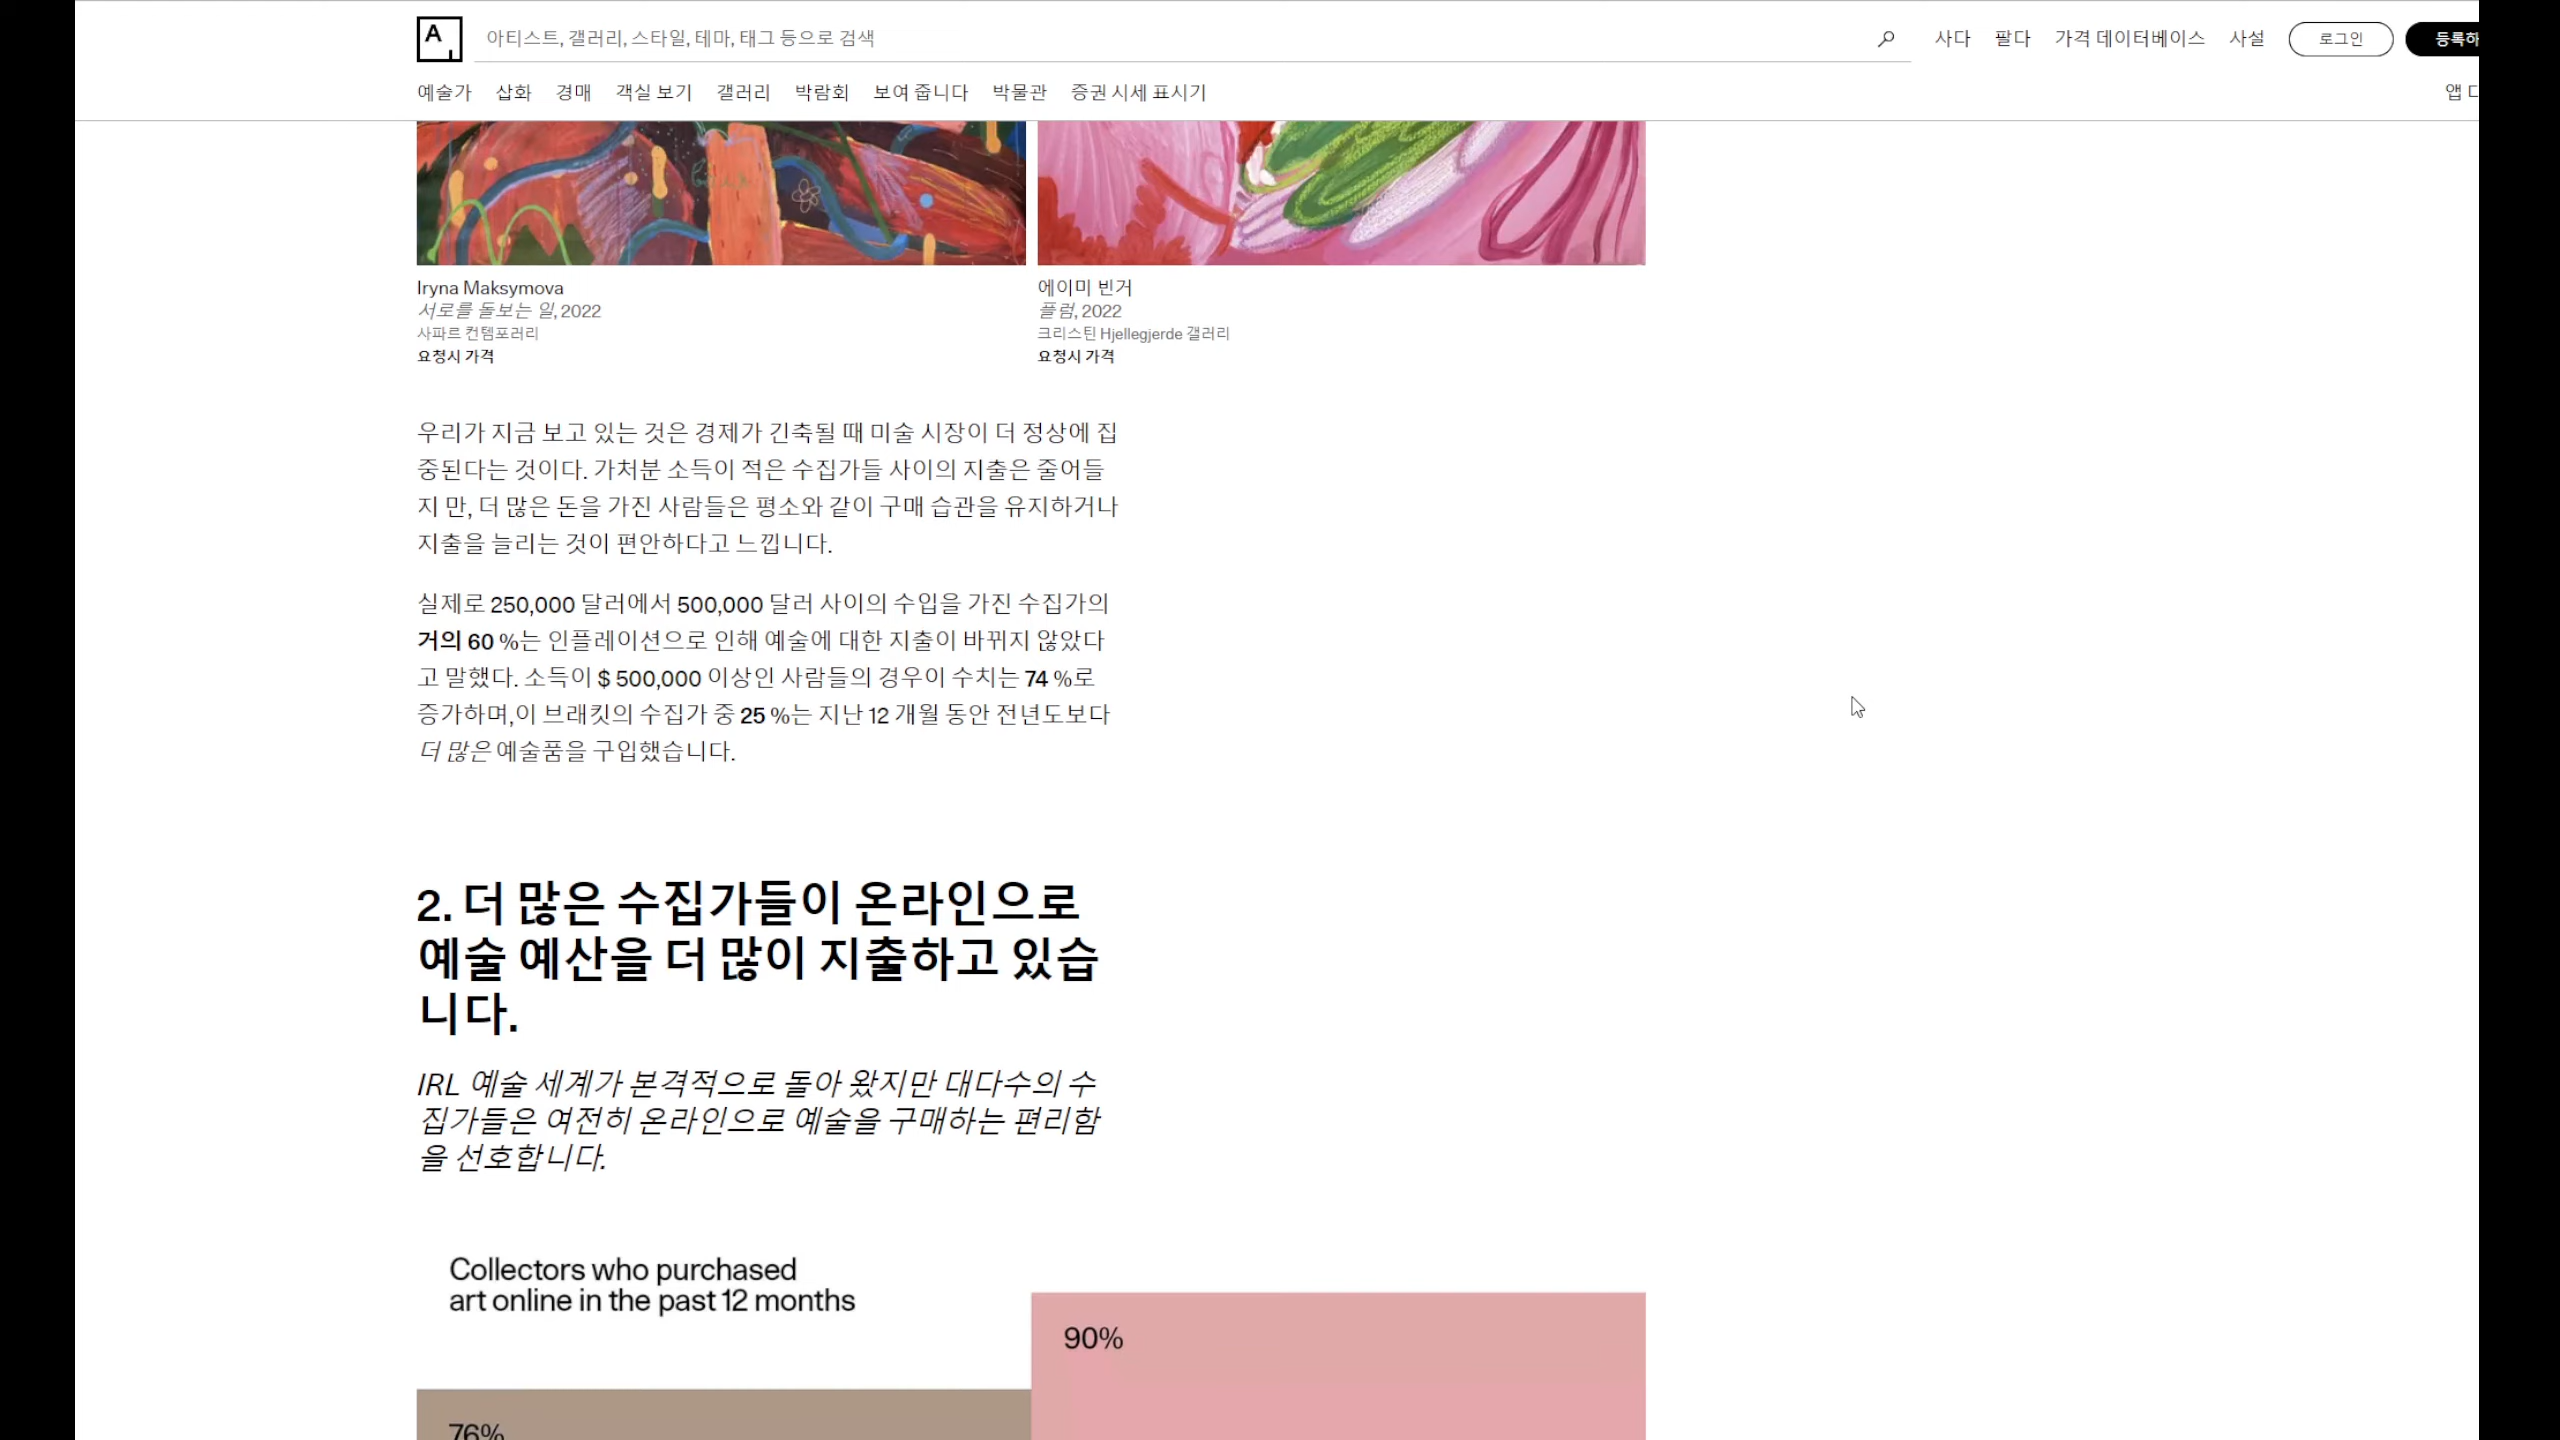 A
아티스트, 갤러리, 스타일, 테마, 태그 등으로 검색
사다 팔다 가격 데이터베이스 사설 로그인 등록하
예술가 삽화 경매 객실 보기 갤러리 박람회 보여 줍니다 박물관 증권 시세 표시기
앱 다
Iryna Maksymova
서로를 돌보는 일, 2022
사파르 컨템포러리
요청시 가격
에이미 빈거
플럼, 2022
크리스틴 Hjellegjerde 갤러리
요청시 가격
우리가 지금 보고 있는 것은 경제가 긴축될 때 미술 시장이 더 정상에 집
중된다는 것이다. 가처분 소득이 적은 수집가들 사이의 지출은 줄어들
지 만, 더 많은 돈을 가진 사람들은 평소와 같이 구매 습관을 유지하거나
지출을 늘리는 것이 편안하다고 느낍니다.
실제로 250,000 달러에서 500,000 달러 사이의 수입을 가진 수집가의
거의 60 %는 인플레이션으로 인해 예술에 대한 지출이 바뀌지 않았다
고 말했다. 소득이 $ 500,000 이상인 사람들의 경우이 수치는 74 %로
증가하며,이 브래킷의 수집가 중 25 %는 지난 12 개월 동안 전년도보다
더 많은 예술품을 구입했습니다.
2. 더 많은 수집가들이 온라인으로
예술 예산을 더 많이 지출하고 있습
니다.
IRL 예술 세계가 본격적으로 돌아 왔지만 대다수의 수
집가들은 여전히 온라인으로 예술을 구매하는 편리함
을 선호합니다.
Collectors who purchased
art online in the past 12 months
90%
76%